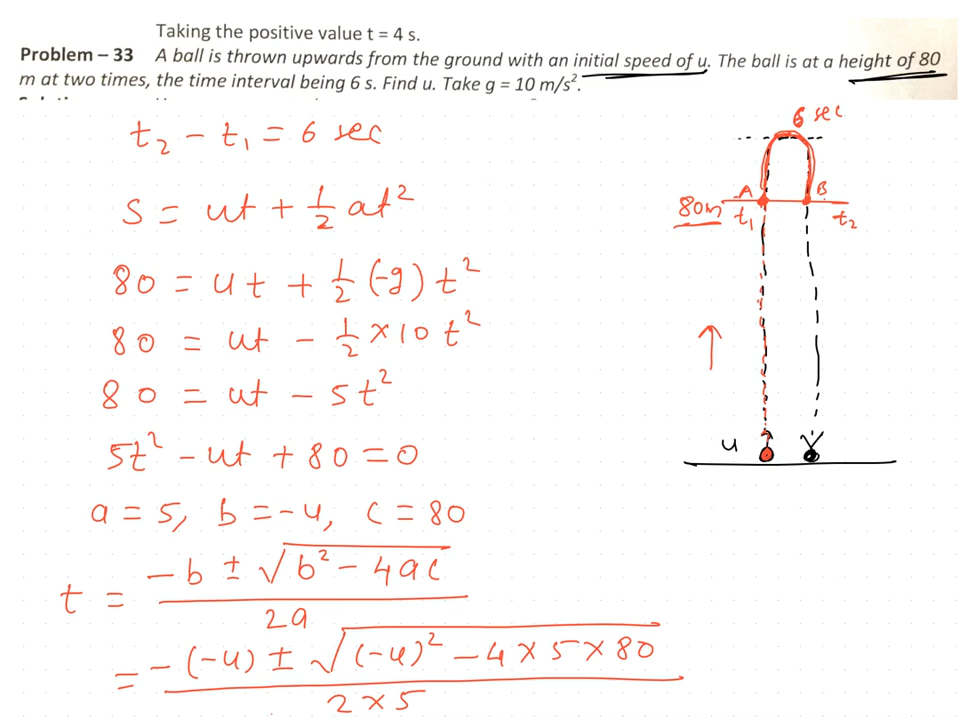 Taking the positive value t = 4 s.
Problem – 33 A ball is thrown upwards from the ground with an initial speed of u. The ball is at a height of 80
m at two times, the time interval being 6 s. Find u. Take g = 10 m/s².
t₂ - t₁ = 6 sec
6 sec
S = ut + 1/2 at²
A B
80m t₁ t₂
80 = ut + 1/2 (-g) t²
80 = ut - 1/2 × 10 t²
80 = ut - 5t²
5t² - ut + 80 = 0
u
a = 5, b = -u, c = 80
t = -b ± √(b² - 4ac) / 2a
= -(-u) ± √((-u)² - 4 × 5 × 80) / 2 × 5